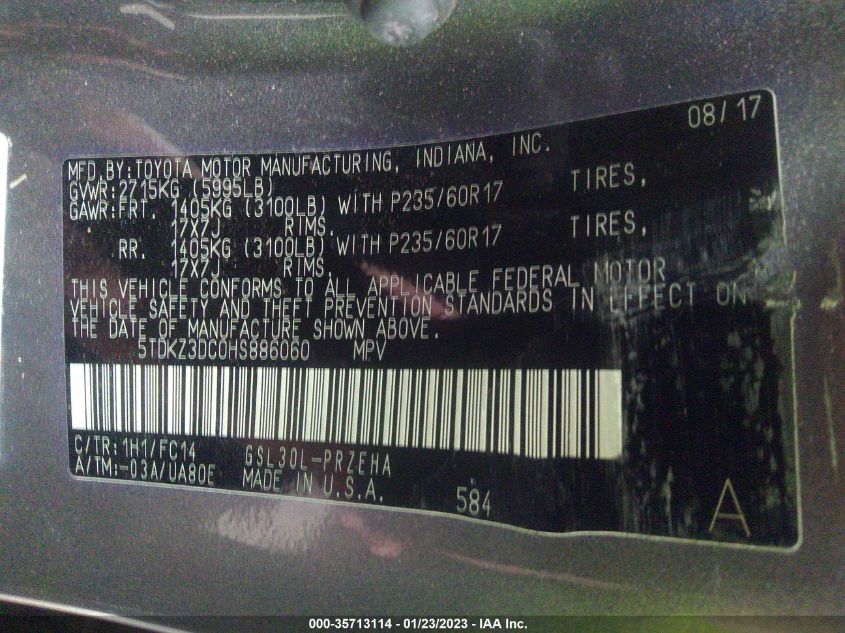 08/17
MFD. BY:TOYOTA MOTOR MANUFACTURING, INDIANA, INC.
GVWR:2715KG (5995LB)
GAWR:FRT. 1405KG (3100LB) WITH P235/60R17 TIRES,
17X7J RIMS,
RR. 1405KG (3100LB) WITH P235/60R17 TIRES,
17X7J RIMS,
THIS VEHICLE CONFORMS TO ALL APPLICABLE FEDERAL MOTOR
VEHICLE SAFETY AND THEFT PREVENTION STANDARDS IN EFFECT ON
THE DATE OF MANUFACTURE SHOWN ABOVE.
5TDKZ3DC0HS886060 MPV
C/TR:1H1/FC14 GSL30L-PRZEHA
A/TM:-03A/UA80E MADE IN U.S.A. 584 A
000-35713114 - 01/23/2023 - IAA Inc.